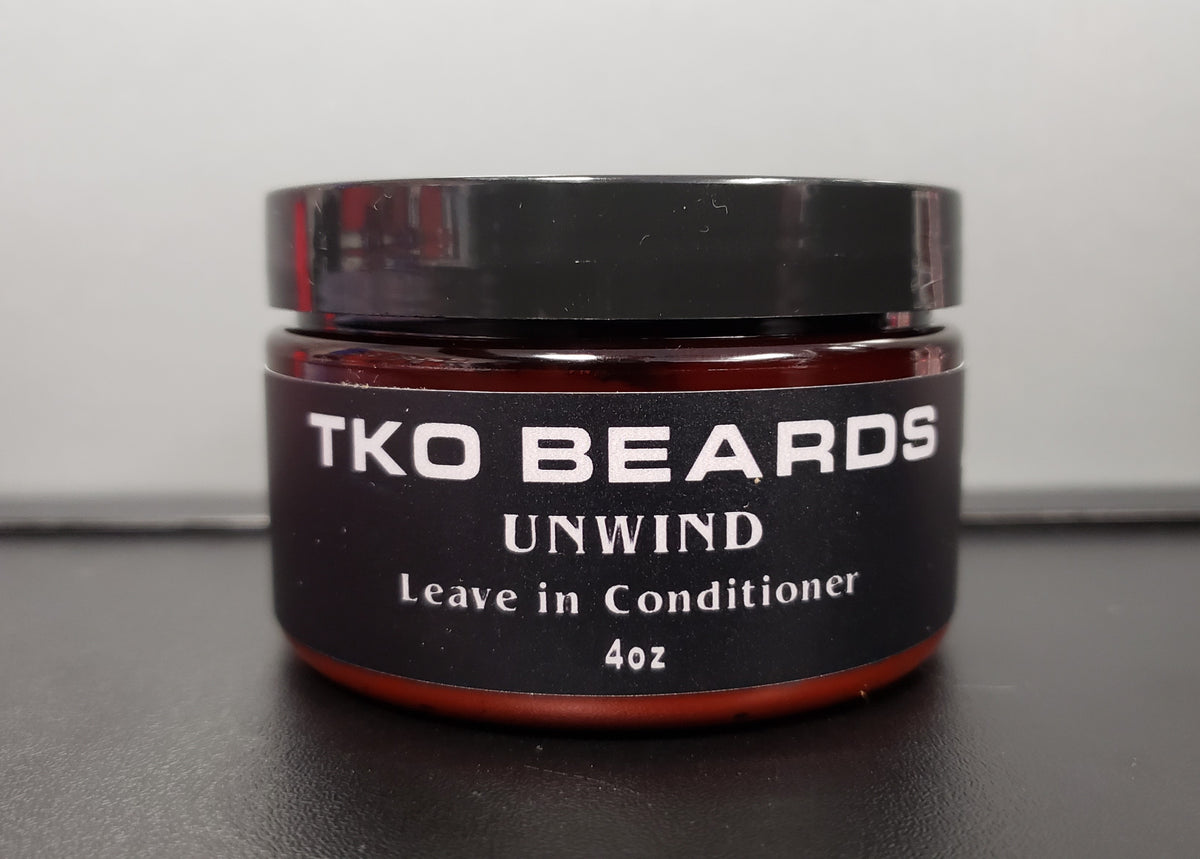 TKO BEARDS
UNWIND
Leave in Conditioner
4oz